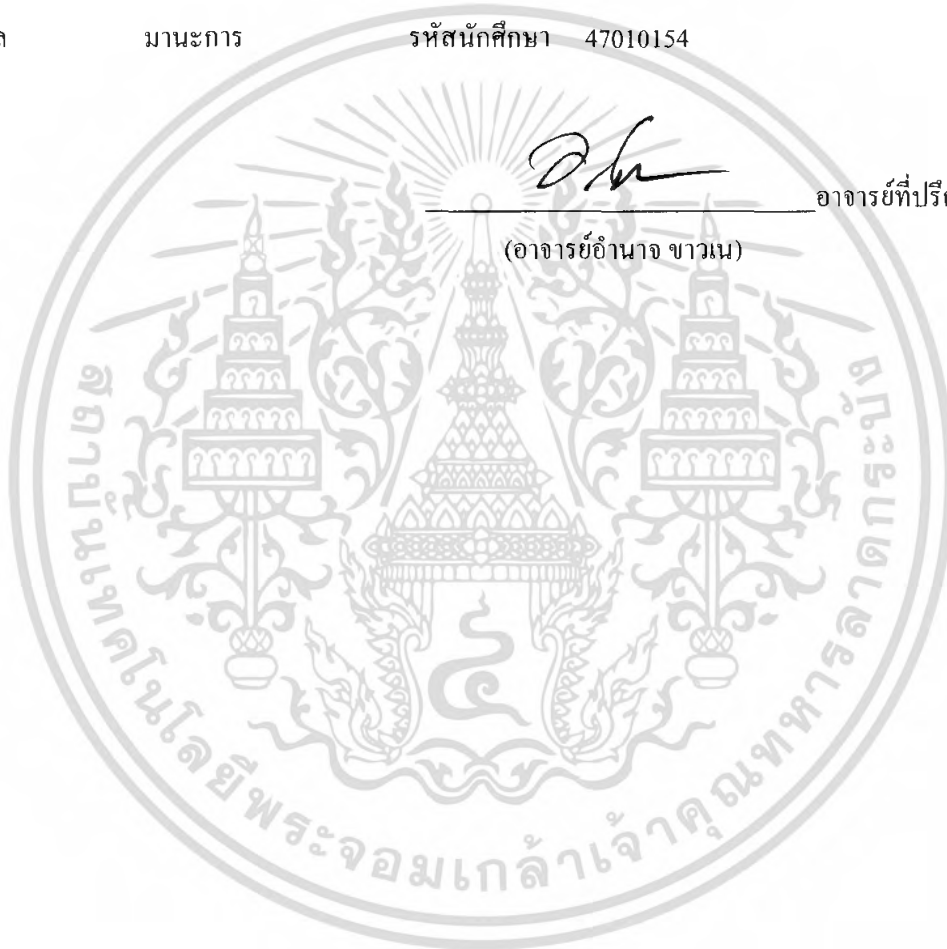 มานะการ รหัสนักศึกษา 47010154
อาจารย์ที่ปรึ
(อาจารย์อำนาจ ขาวเน)
สถาบันเทคโนโลยีพระจอมเกล้าเจ้าคุณทหารลาดกระบัง